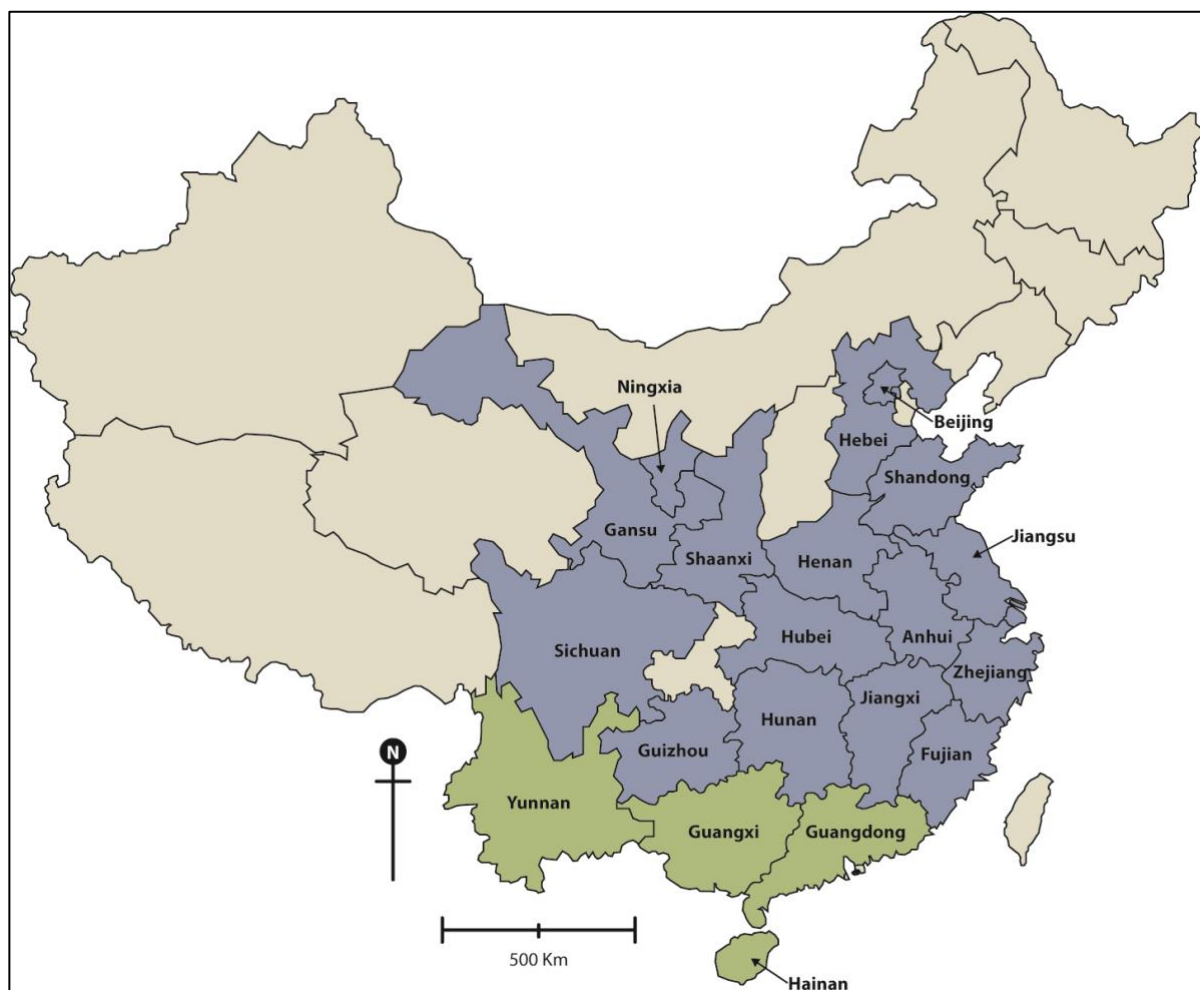 Ningxia
Beijing
Hebei
Shandong
Gansu
Jiangsu
Shaanxi
Henan
Sichuan
Hubei
Anhui
Zhejiang
Jiangxi
Hunan
Guizhou
Fujian
N
Yunnan
Guangxi
Guangdong
500 Km
Hainan